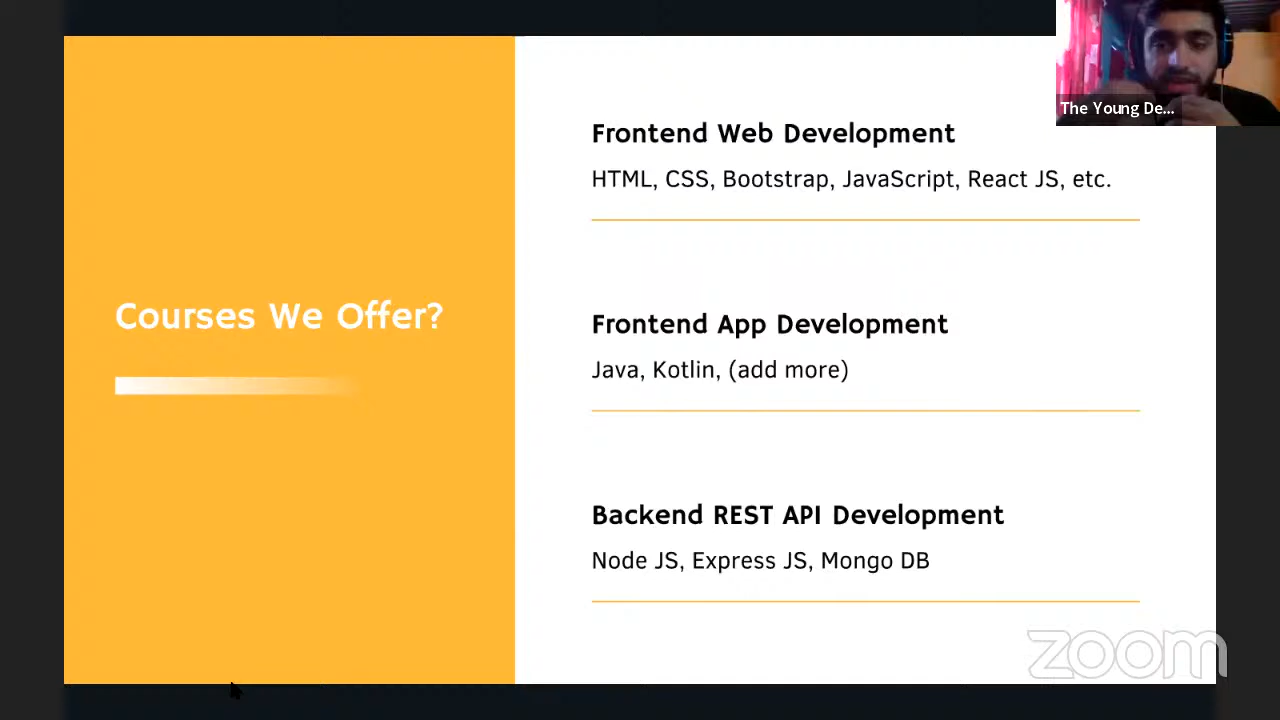 Courses We Offer?
Frontend Web Development
HTML, CSS, Bootstrap, JavaScript, React JS, etc.
Frontend App Development
Java, Kotlin, (add more)
Backend REST API Development
Node JS, Express JS, Mongo DB
The Young De...
zoom